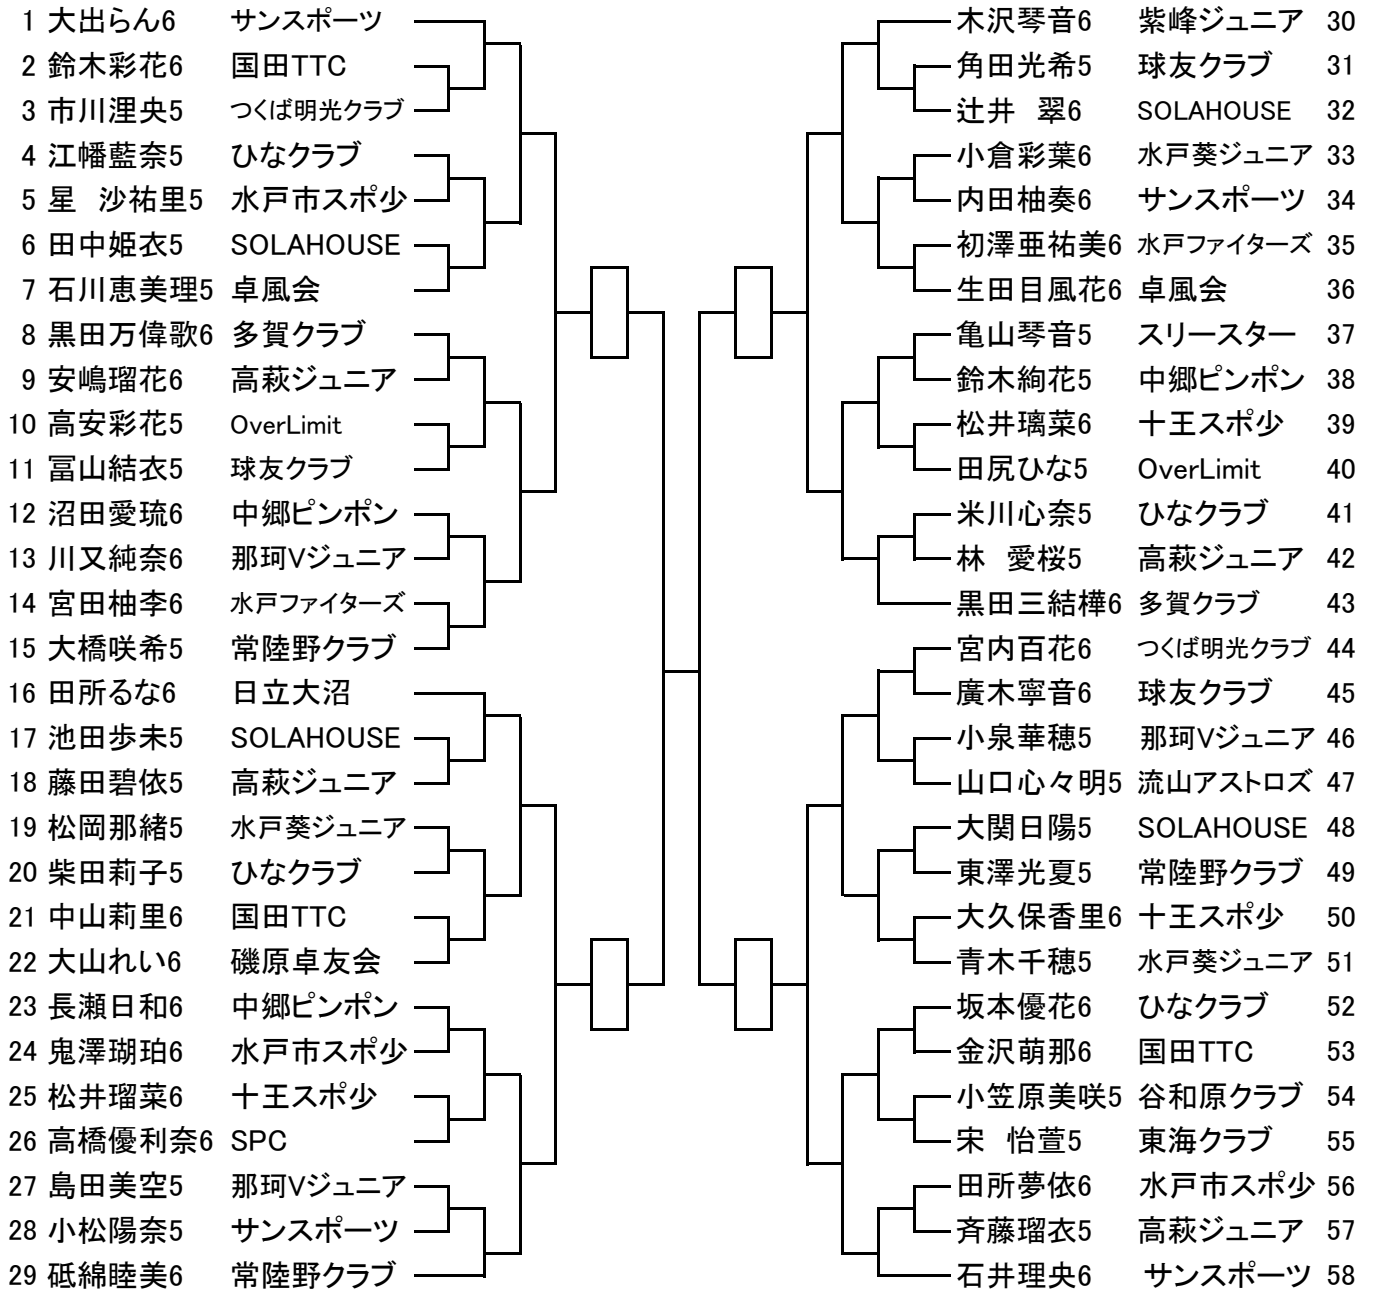 1 大出らん6 サンスポーツ
2 鈴木彩花6 国田TTC
3 市川浬央5 つくば明光クラブ
4 江幡藍奈5 ひなクラブ
5 星　沙祐里5 水戸市スポ少
6 田中姫衣5 SOLAHOUSE
7 石川恵美理5 卓風会
8 黒田万偉歌6 多賀クラブ
9 安嶋瑠花6 高萩ジュニア
10 高安彩花5 OverLimit
11 冨山結衣5 球友クラブ
12 沼田愛琉6 中郷ピンポン
13 川又純奈6 那珂Vジュニア
14 宮田柚李6 水戸ファイターズ
15 大橋咲希5 常陸野クラブ
16 田所るな6 日立大沼
17 池田歩未5 SOLAHOUSE
18 藤田碧依5 高萩ジュニア
19 松岡那緒5 水戸葵ジュニア
20 柴田莉子5 ひなクラブ
21 中山莉里6 国田TTC
22 大山れい6 磯原卓友会
23 長瀬日和6 中郷ピンポン
24 鬼澤瑚珀6 水戸市スポ少
25 松井瑠菜6 十王スポ少
26 高橋優利奈6 SPC
27 島田美空5 那珂Vジュニア
28 小松陽奈5 サンスポーツ
29 砥綿睦美6 常陸野クラブ
木沢琴音6 紫峰ジュニア 30
角田光希5 球友クラブ 31
辻井　翠6 SOLAHOUSE 32
小倉彩葉6 水戸葵ジュニア 33
内田柚奏6 サンスポーツ 34
初澤亜祐美6 水戸ファイターズ 35
生田目風花6 卓風会 36
亀山琴音5 スリースター 37
鈴木絢花5 中郷ピンポン 38
松井璃菜6 十王スポ少 39
田尻ひな5 OverLimit 40
米川心奈5 ひなクラブ 41
林　愛桜5 高萩ジュニア 42
黒田三結樺6 多賀クラブ 43
宮内百花6 つくば明光クラブ 44
廣木寧音6 球友クラブ 45
小泉華穂5 那珂Vジュニア 46
山口心々明5 流山アストロズ 47
大関日陽5 SOLAHOUSE 48
東澤光夏5 常陸野クラブ 49
大久保香里6 十王スポ少 50
青木千穂5 水戸葵ジュニア 51
坂本優花6 ひなクラブ 52
金沢萌那6 国田TTC 53
小笠原美咲5 谷和原クラブ 54
宋　怡萱5 東海クラブ 55
田所夢依6 水戸市スポ少 56
斉藤瑠衣5 高萩ジュニア 57
石井理央6 サンスポーツ 58